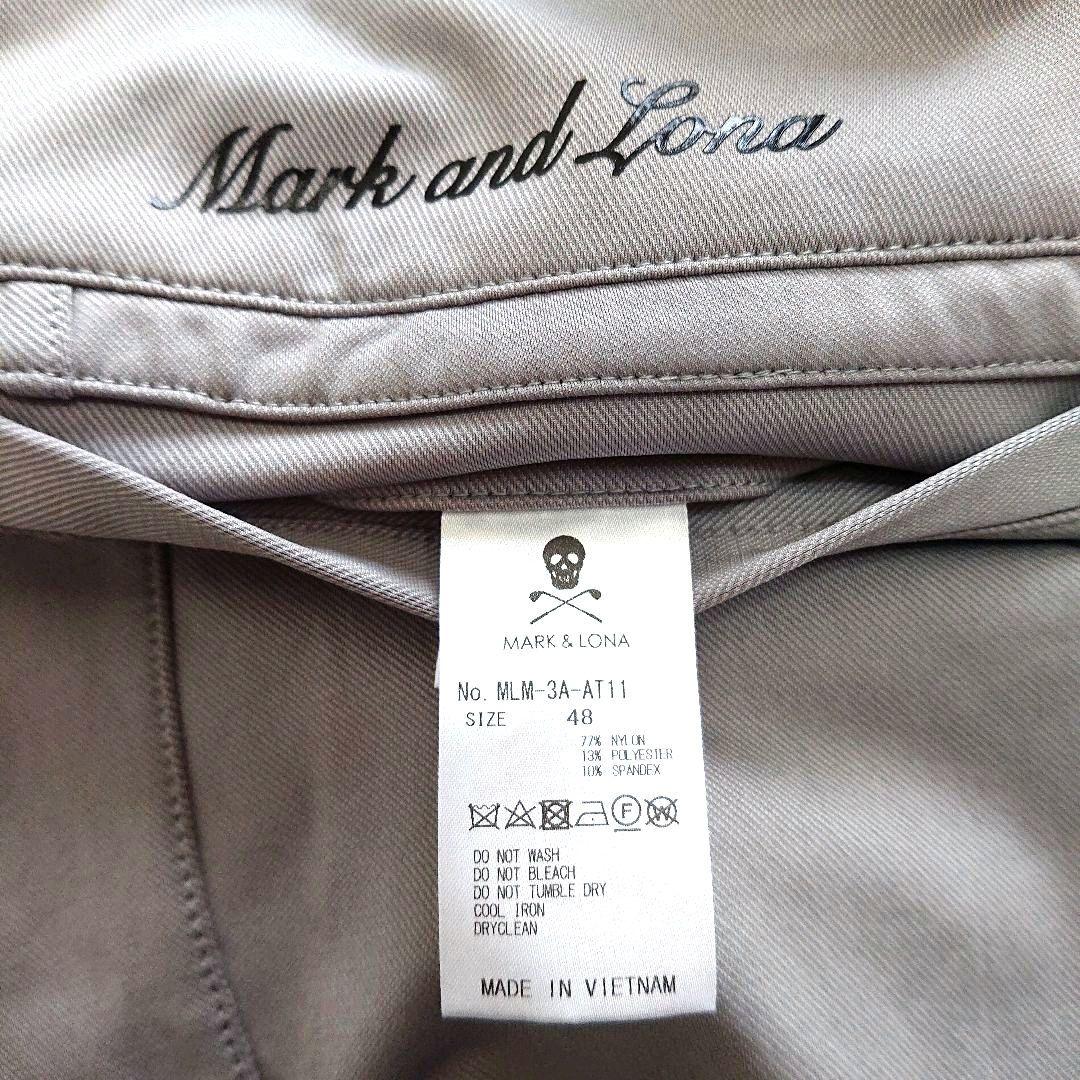 Mark and Lona
MARK & LONA
No. MLM-3A-AT11
SIZE 48
77% NYLON
13% POLYESTER
10% SPANDEX
F W
DO NOT WASH
DO NOT BLEACH
DO NOT TUMBLE DRY
COOL IRON
DRYCLEAN
MADE IN VIETNAM